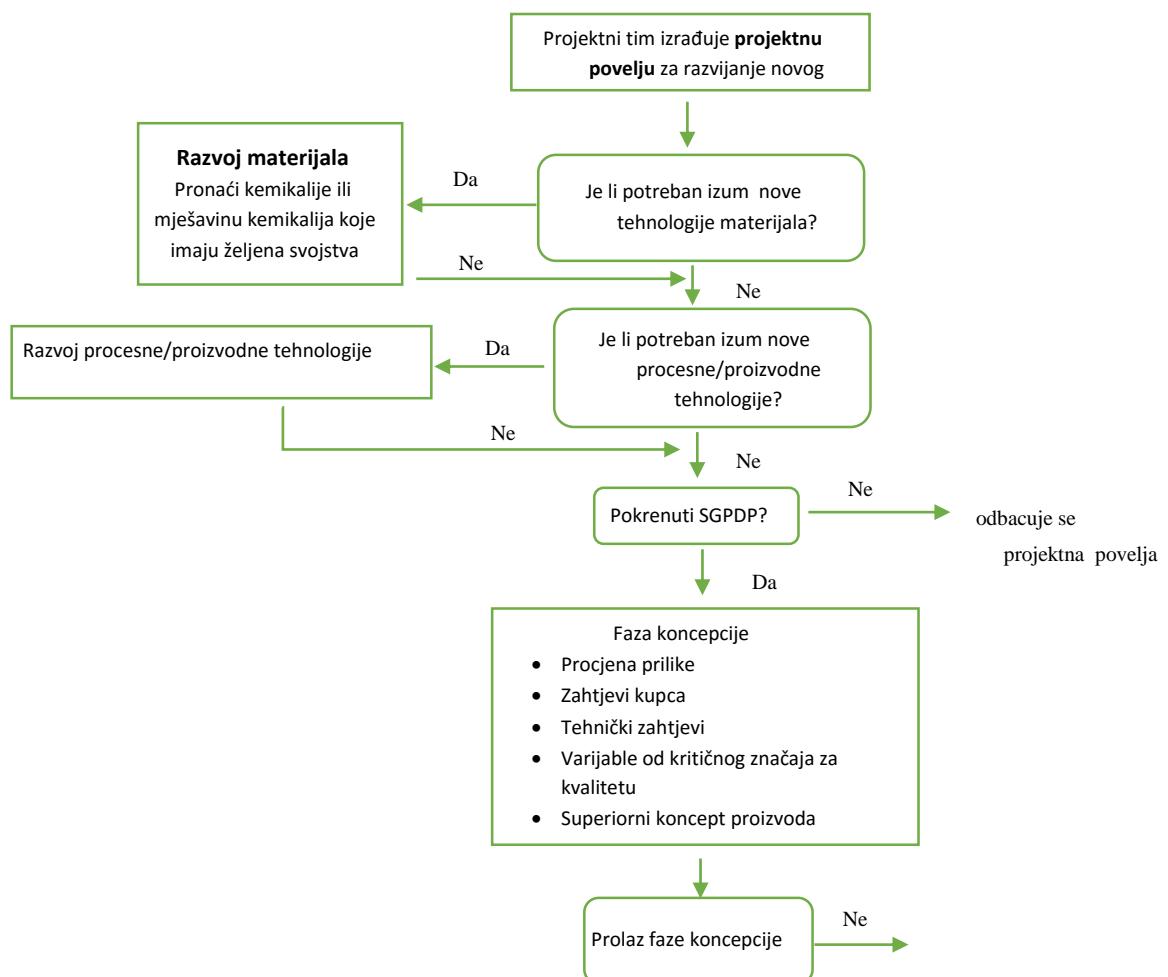 Projektni tim izrađuje projektnu
povelju za razvijanje novog
Razvoj materijala
Pronaći kemikalije ili
mješavinu kemikalija koje
imaju željena svojstva
Da
Je li potreban izum nove
tehnologije materijala?
Ne
Ne
Razvoj procesne/proizvodne tehnologije
Da
Je li potreban izum nove
procesne/proizvodne
tehnologije?
Ne
Ne
Pokrenuti SGPDP?
Ne
odbacuje se
projektna povelja
Da
Faza koncepcije
• Procjena prilike
• Zahtjevi kupca
• Tehnički zahtjevi
• Varijable od kritičnog značaja za
kvalitetu
• Superiorni koncept proizvoda
Prolaz faze koncepcije
Ne